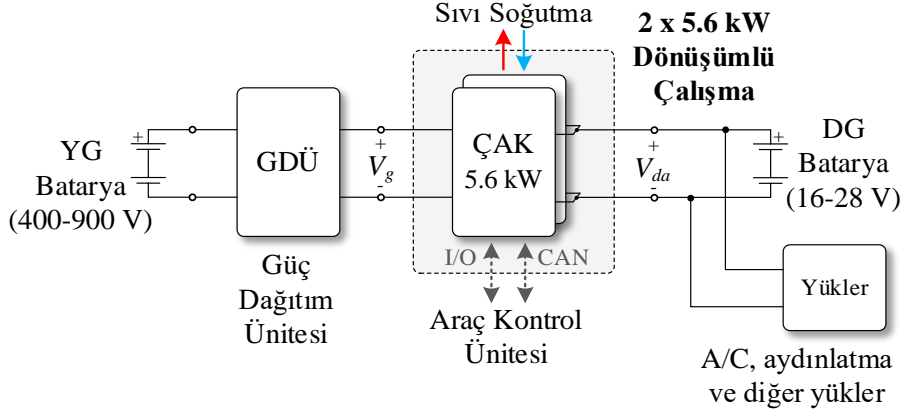 Sıvı Soğutma
2 x 5.6 kW
Dönüşümlü
Çalışma
YG
Batarya
(400-900 V)
+
GDÜ
Güç
Dağıtım
Ünitesi
+
Vg
-
ÇAK
5.6 kW
I/O
CAN
Araç Kontrol
Ünitesi
+
Vda
-
+
DG
Batarya
(16-28 V)
Yükler
A/C, aydınlatma
ve diğer yükler